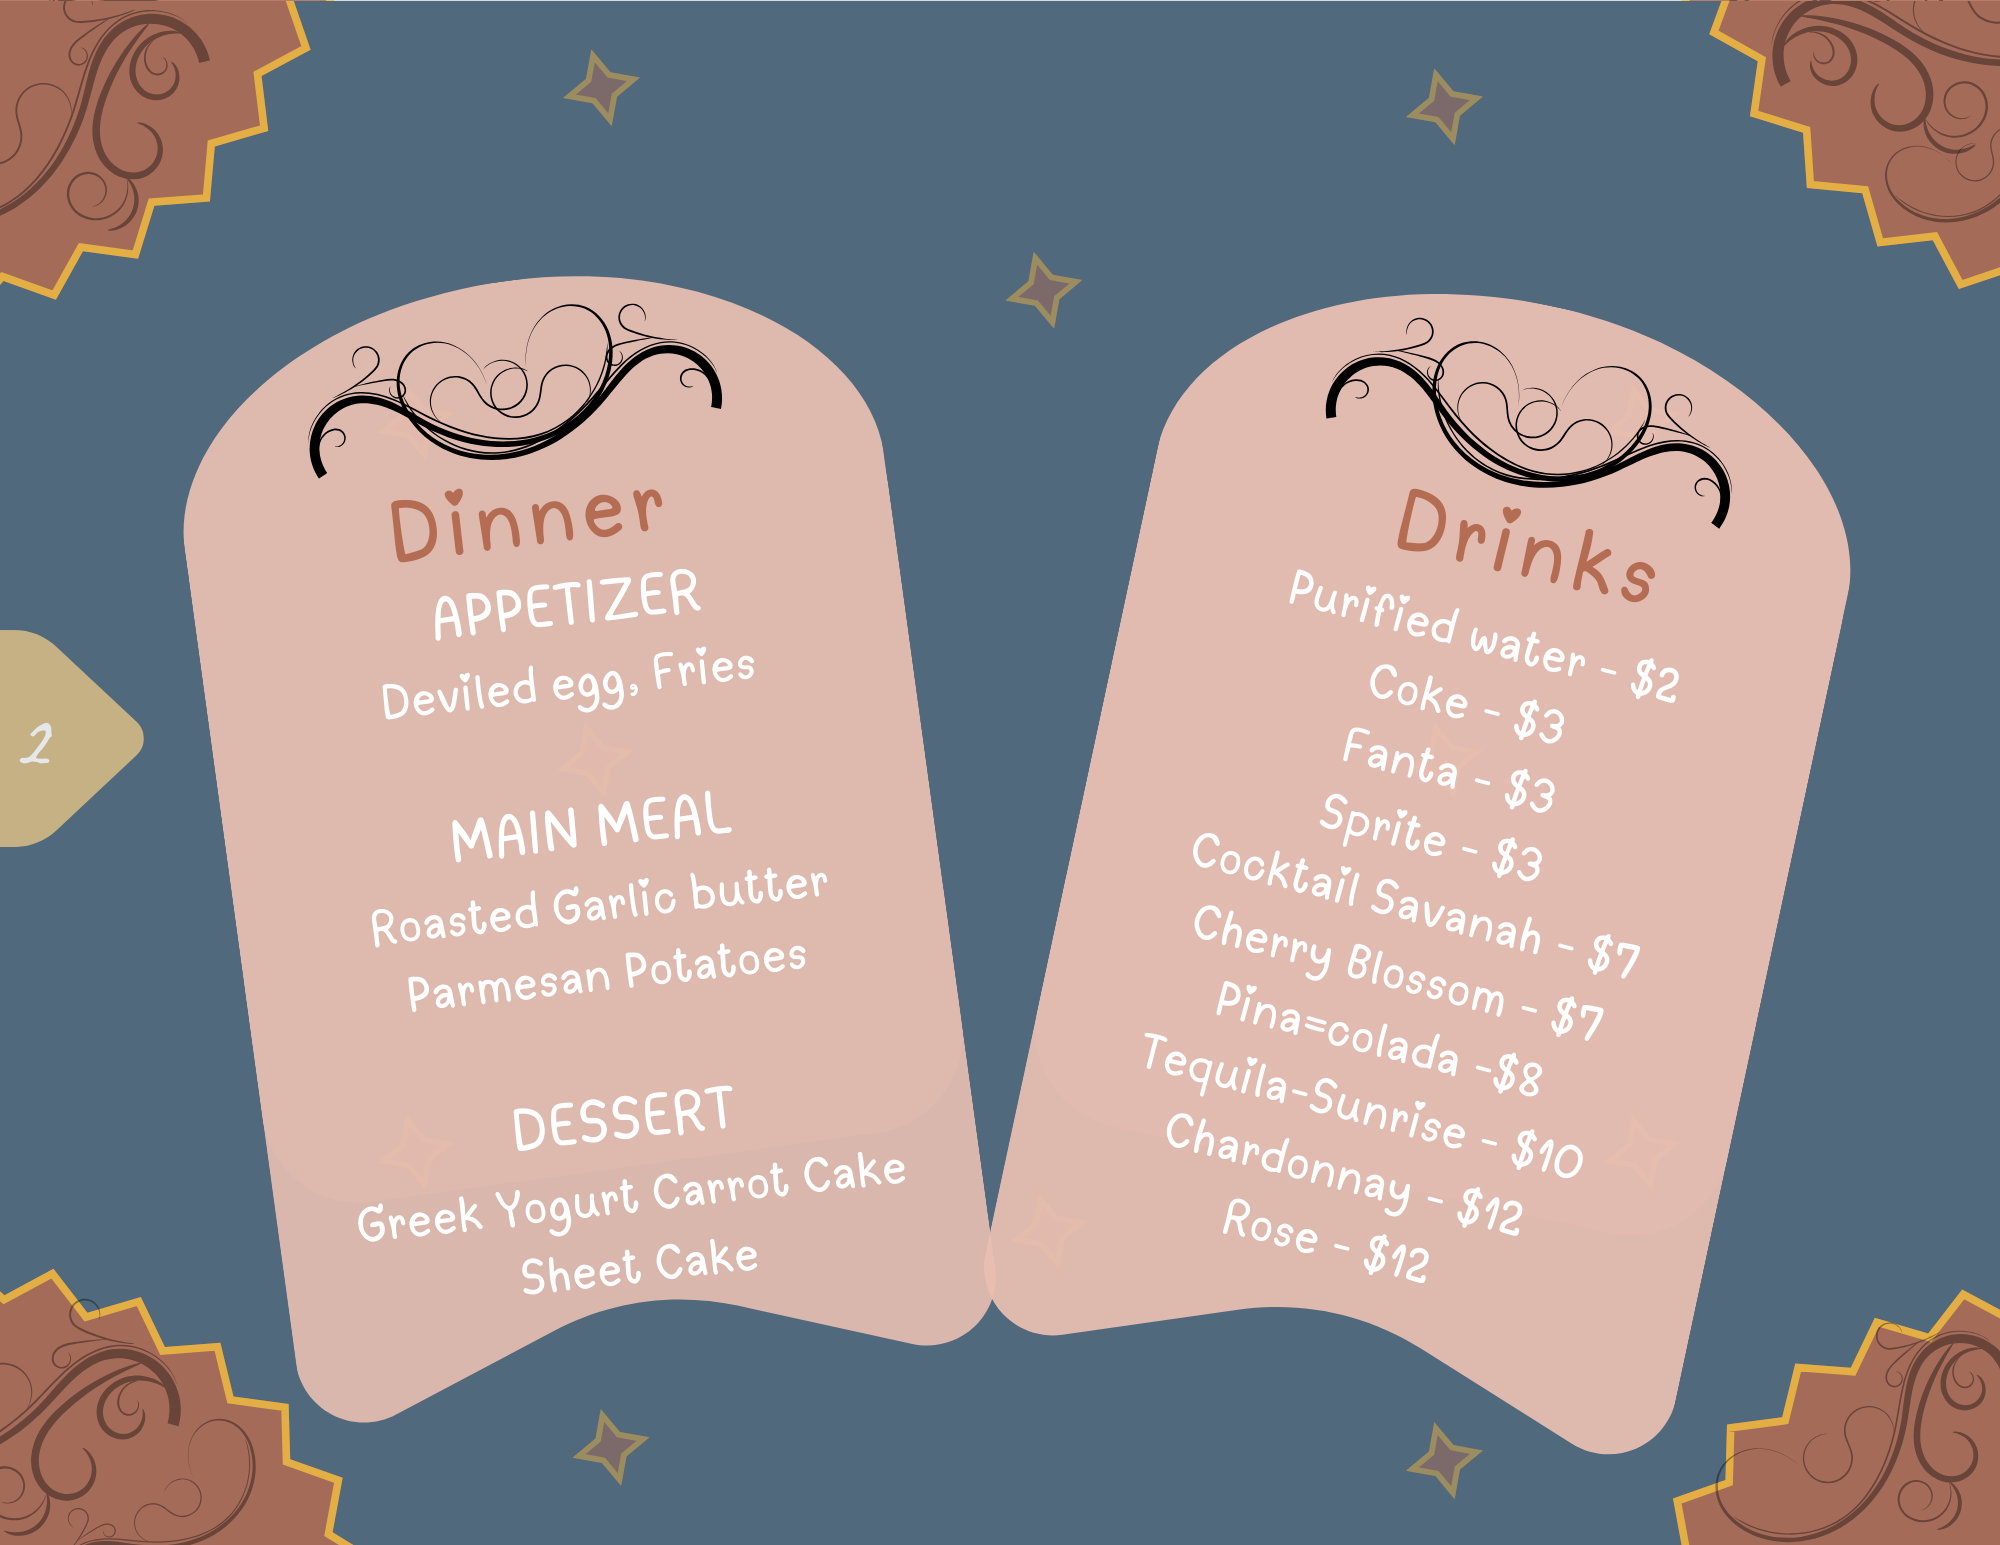 2
Dinner
APPETIZER
Deviled egg, Fries
MAIN MEAL
Roasted Garlic butter
Parmesan Potatoes
DESSERT
Greek Yogurt Carrot Cake
Sheet Cake
Drinks
Purified water - $2
Coke - $3
Fanta - $3
Sprite - $3
Cocktail Savanah - $7
Cherry Blossom - $7
Pina=colada -$8
Tequila-Sunrise - $10
Chardonnay - $12
Rose - $12